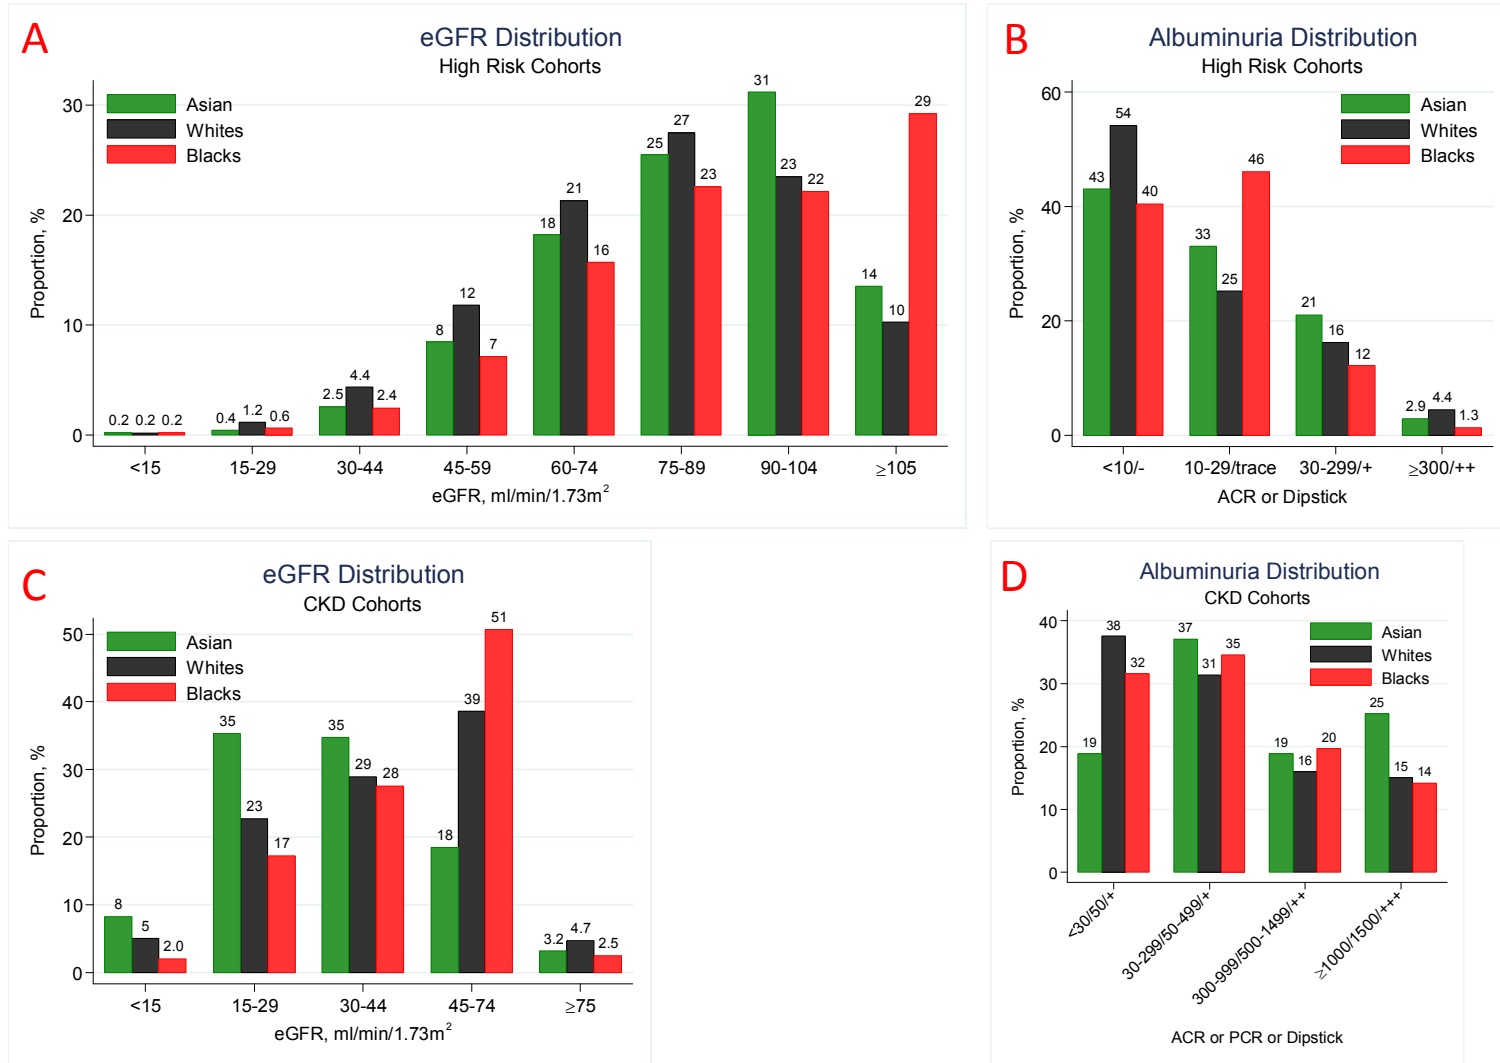 A
eGFR Distribution
High Risk Cohorts
Asian
Whites
Blacks
Proportion, %
30
20
10
0
0.2 0.2 0.2
0.4 1.2 0.6
2.5 4.4 2.4
8 12 7
18 21 16
25 27 23
31 23 22
14 10 29
<15 15-29 30-44 45-59 60-74 75-89 90-104 ≥105
eGFR, ml/min/1.73m²
B
Albuminuria Distribution
High Risk Cohorts
Asian
Whites
Blacks
Proportion, %
60
40
20
0
43 54 40
33 25 46
21 16 12
2.9 4.4 1.3
<10/- 10-29/trace 30-299/+ ≥300/++
ACR or Dipstick
C
eGFR Distribution
CKD Cohorts
Asian
Whites
Blacks
Proportion, %
50
40
30
20
10
0
8 5 2.0
35 23 17
35 29 28
18 39 51
3.2 4.7 2.5
<15 15-29 30-44 45-74 ≥75
eGFR, ml/min/1.73m²
D
Albuminuria Distribution
CKD Cohorts
Asian
Whites
Blacks
Proportion, %
40
30
20
10
0
19 38 32
37 31 35
19 16 20
25 15 14
<30/50/+
30-299/50-499/+
300-999/500-1499/++
≥1000/1500/+++
ACR or PCR or Dipstick